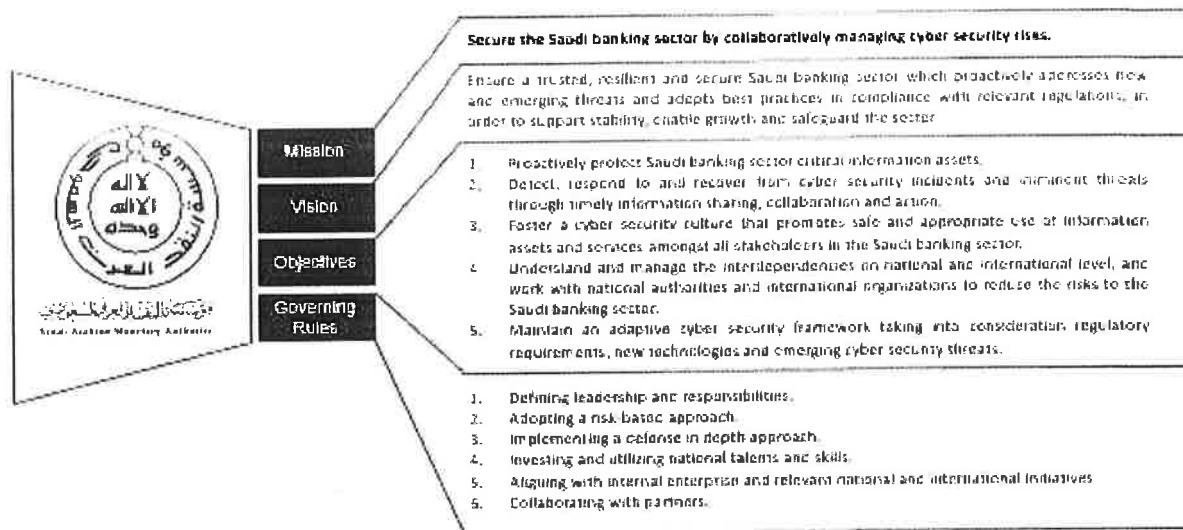 Secure the Saudi banking sector by collaboratively managing cyber security risks.
Ensure a trusted, resilient and secure Saudi banking sector which proactively addresses new
and emerging threats and adopts best practices in compliance with relevant regulations, in
order to support stability, enable growth and safeguard the sector
Mission
Vision
Objectives
Governing
Rules
لا اله
الا الله
وحده
مؤسسة النقد العربي السعودي
Saudi Arabian Monetary Authority
1. Proactively protect Saudi banking sector critical information assets.
2. Detect, respond to and recover from cyber security incidents and imminent threats
through timely information sharing, collaboration and action.
3. Foster a cyber security culture that promotes safe and appropriate use of information
assets and services amongst all stakeholders in the Saudi banking sector.
4. Understand and manage the interdependencies on national and international level, and
work with national authorities and international organizations to reduce the risks to the
Saudi banking sector.
5. Maintain an adaptive cyber security framework taking into consideration regulatory
requirements, new technologies and emerging cyber security threats.
1. Defining leadership and responsibilities.
2. Adopting a risk-based approach.
3. Implementing a defense in depth approach.
4. Investing and utilizing national talents and skills.
5. Aligning with internal enterprise and relevant national and international initiatives
6. Collaborating with partners.